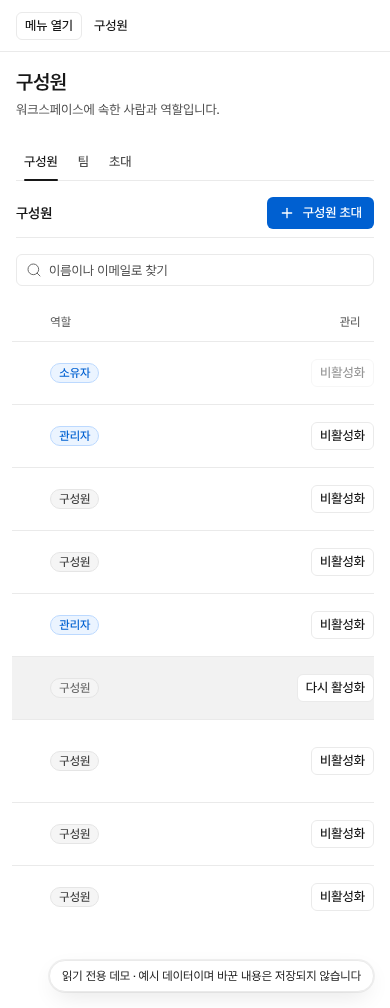 메뉴 열기 구성원
구성원
워크스페이스에 속한 사람과 역할입니다.
구성원 팀 초대
구성원 구성원 초대
이름이나 이메일로 찾기
역할 관리
소유자 비활성화
관리자 비활성화
구성원 비활성화
구성원 비활성화
관리자 비활성화
구성원 다시 활성화
구성원 비활성화
구성원 비활성화
구성원 비활성화
읽기 전용 데모 · 예시 데이터이며 바꾼 내용은 저장되지 않습니다